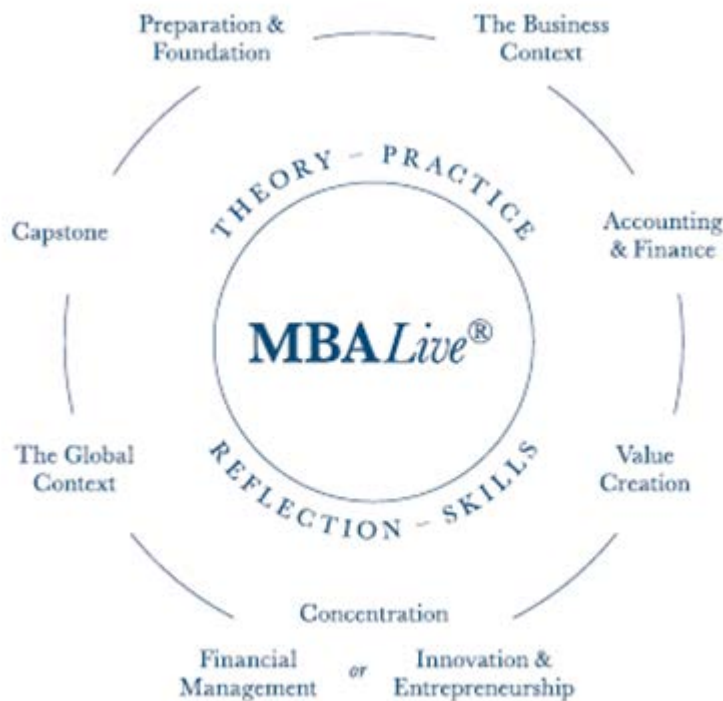 Preparation &
Foundation
The Business
Context
THEORY – PRACTICE
Capstone
Accounting
& Finance
MBALive®
The Global
Context
Value
Creation
REFLECTION – SKILLS
Concentration
Financial
Management
or
Innovation &
Entrepreneurship